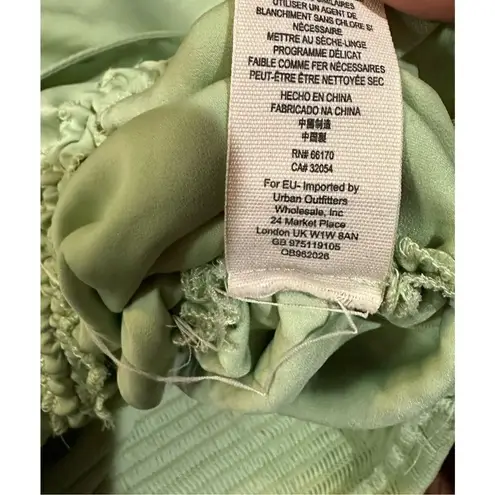 UTILISER UN AGENT DE
BLANCHIMENT SANS CHLORE SI
NÉCESSAIRE
METTRE AU SÈCHE-LINGE
PROGRAMME DÉLICAT
FAIBLE COMME FER NÉCESSAIRES
PEUT-ÊTRE ÊTRE NETTOYÉE SEC
HECHO EN CHINA
FABRICADO NA CHINA
中國制造
中国製
RN# 66170
CA# 32054
For EU- Imported by
Urban Outfitters
Wholesale, Inc
24 Market Place
London UK W1W 8AN
GB 975119105
OB962026